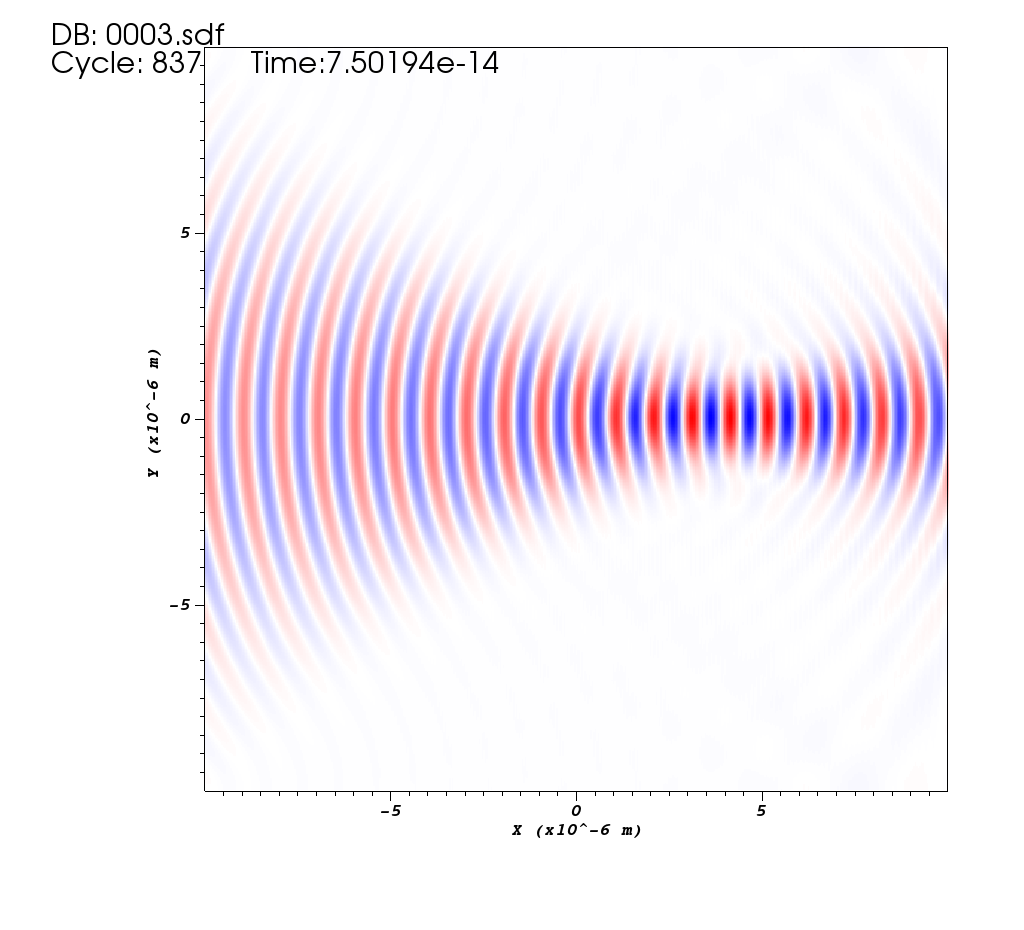 DB: 0003.sdf
Cycle: 837 Time:7.50194e-14
5
0
-5
Y (x10^-6 m)
-5 0 5
X (x10^-6 m)